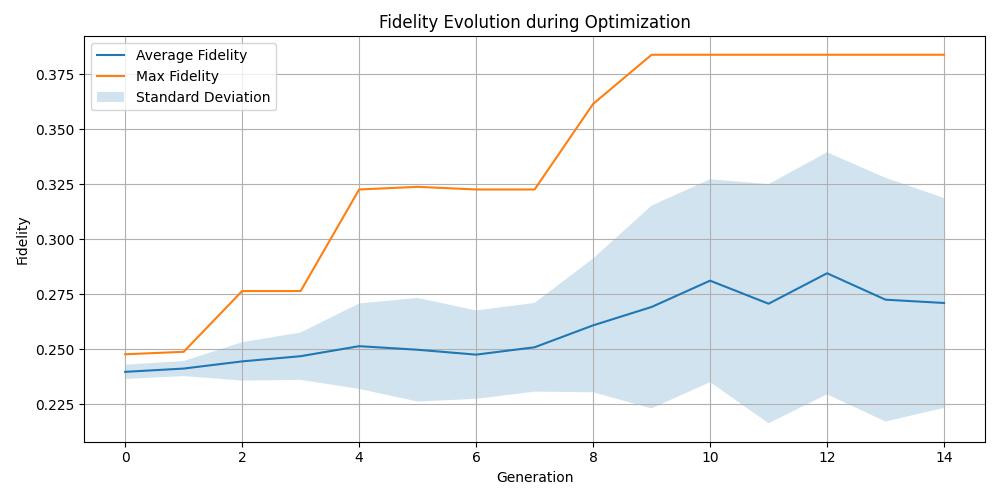 Fidelity Evolution during Optimization
Average Fidelity
Max Fidelity
Standard Deviation
0.375
0.350
0.325
0.300
0.275
0.250
0.225
Fidelity
0 2 4 6 8 10 12 14
Generation